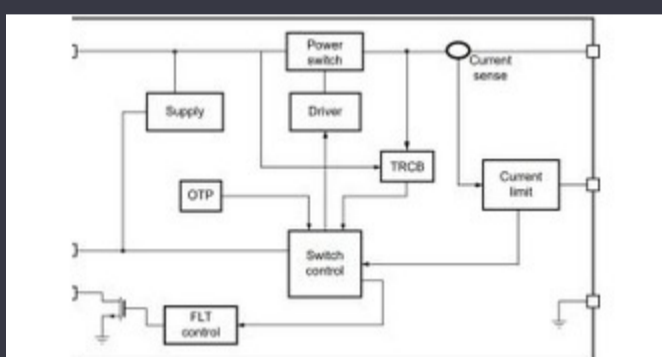 Power
switch
Current
sense
Supply
Driver
TRCB
OTP
Current
limit
Switch
control
FLT
control